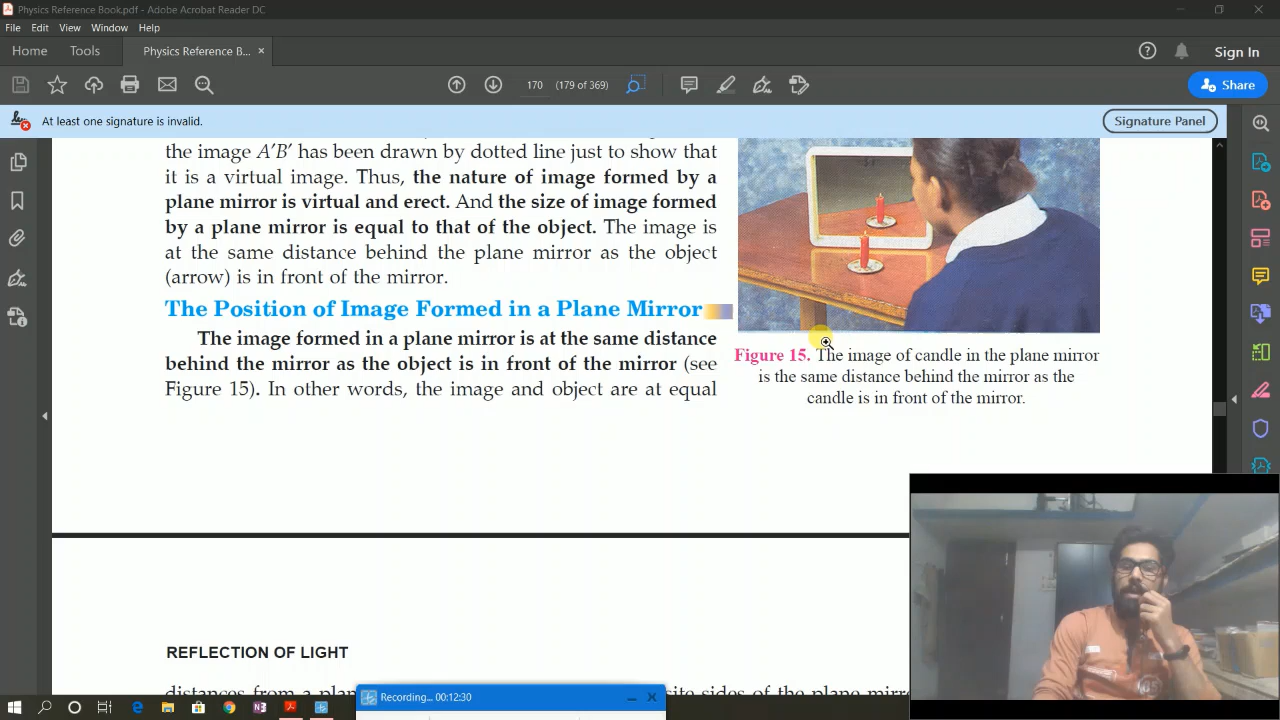 Physics Reference Book.pdf - Adobe Acrobat Reader DC
File Edit View Window Help
Home Tools Physics Reference B... ×
Sign In
170 (179 of 369)
Share
At least one signature is invalid.
Signature Panel
the image A′B′ has been drawn by dotted line just to show that
it is a virtual image. Thus, the nature of image formed by a
plane mirror is virtual and erect. And the size of image formed
by a plane mirror is equal to that of the object. The image is
at the same distance behind the plane mirror as the object
(arrow) is in front of the mirror.
The Position of Image Formed in a Plane Mirror
The image formed in a plane mirror is at the same distance
behind the mirror as the object is in front of the mirror (see
Figure 15). In other words, the image and object are at equal
Figure 15. The image of candle in the plane mirror
is the same distance behind the mirror as the
candle is in front of the mirror.
REFLECTION OF LIGHT
distances from a
sides of the plane
Recording... 00:12:30